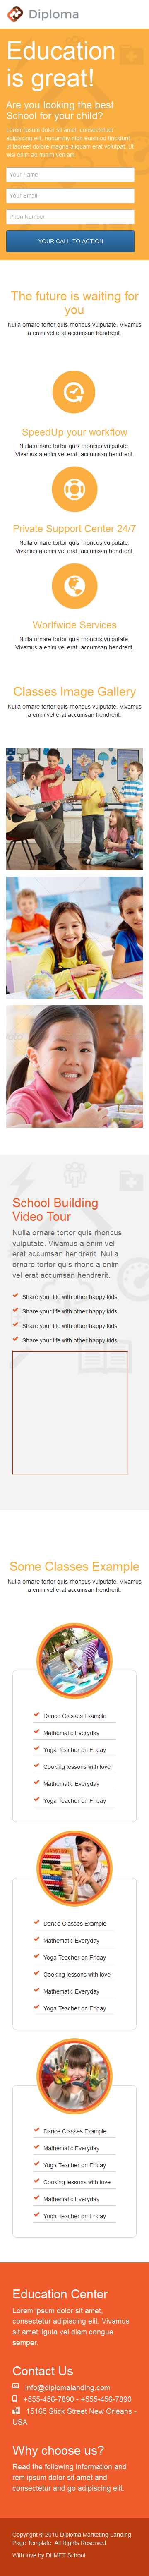 Diploma
Education
is great!
Are you looking the best
School for your child?
Lorem ipsum dolor sit amet, consectetuer
adipiscing elit, nonummy nibh euismod tincidunt
ut laoreet dolore magna aliquam erat volutpat. Ut
wisi enim ad minim veniam.
Your Name
Your Email
Phon Number
YOUR CALL TO ACTION
The future is waiting for
you
Nulla ornare tortor quis rhoncus vulputate. Vivamus
a enim vel erat accumsan hendrerit.
SpeedUp your workflow
Nulla ornare tortor quis rhoncus vulputate.
Vivamus a enim vel erat. accumsan hendrerit
Private Support Center 24/7
Nulla ornare tortor quis rhoncus vulputate.
Vivamus a enim vel erat. accumsan hendrerit
Worlfwide Services
Nulla ornare tortor quis rhoncus vulputate.
Vivamus a enim vel erat. accumsan hendrerit
Classes Image Gallery
Nulla ornare tortor quis rhoncus vulputate. Vivamus
a enim vel erat accumsan hendrerit.
School Building
Video Tour
Nulla ornare tortor quis rhoncus
vulputate. Vivamus a enim vel
erat accumsan hendrerit. Nulla
ornare tortor quis rhonc a enim
vel erat accumsan hendrerit.
Share your life with other happy kids.
Share your life with other happy kids.
Share your life with other happy kids.
Share your life with other happy kids.
Some Classes Example
Nulla ornare tortor quis rhoncus vulputate. Vivamus
a enim vel erat accumsan hendrerit.
Dance Classes Example
Mathematic Everyday
Yoga Teacher on Friday
Cooking lessons with love
Mathematic Everyday
Yoga Teacher on Friday
Dance Classes Example
Mathematic Everyday
Yoga Teacher on Friday
Cooking lessons with love
Mathematic Everyday
Yoga Teacher on Friday
Dance Classes Example
Mathematic Everyday
Yoga Teacher on Friday
Cooking lessons with love
Mathematic Everyday
Yoga Teacher on Friday
Education Center
Lorem ipsum dolor sit amet,
consectetur adipiscing elit. Vivamus
sit amet ligula vel diam congue
semper.
Contact Us
info@diplomalanding.com
+555-456-7890 - +555-456-7890
15165 Stick Street New Orleans -
USA
Why choose us?
Read the following information and
rem ipsum dolor sit amet and
consectetur and go adipiscing elit.
Copyright © 2015 Diploma Marketing Landing
Page Template. All Rights Reserved.
With love by DUMET School